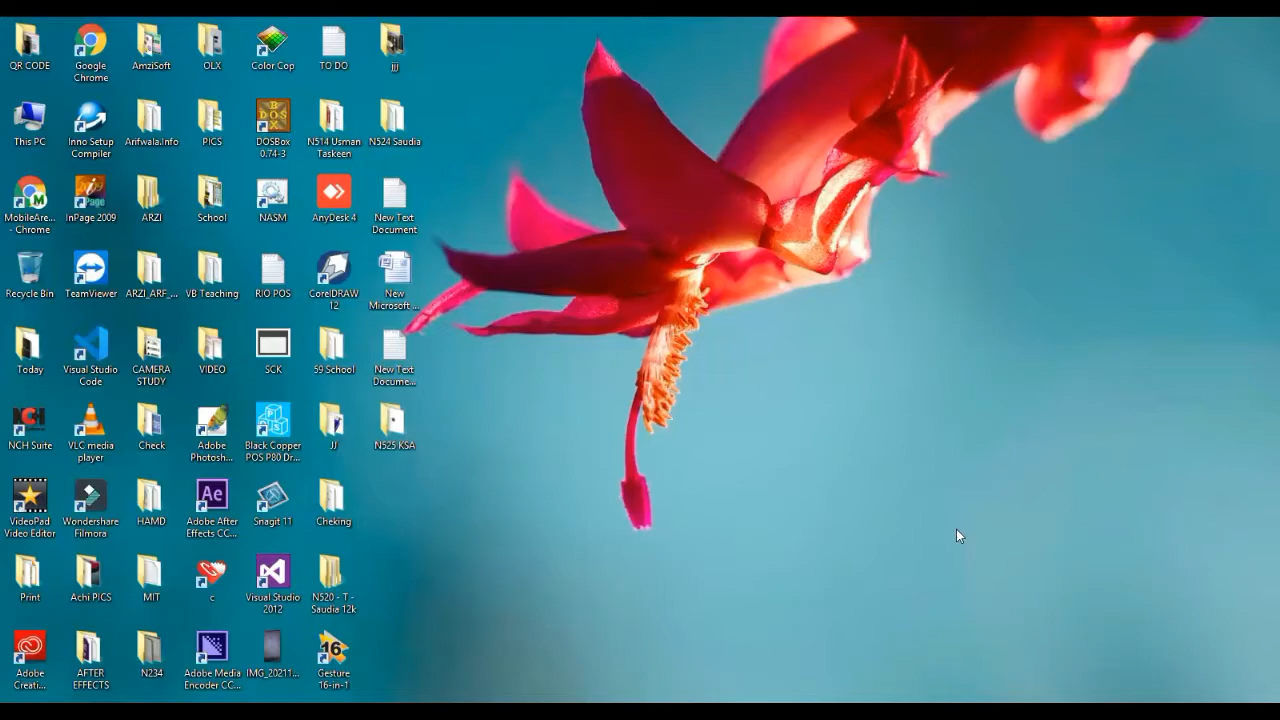 QR CODE
Google
Chrome
AmziSoft
OLX
Color Cop
TO DO
jjj
This PC
Inno Setup
Compiler
Arifwala.Info
PICS
DOSBox
0.74-3
N514 Usman
Taskeen
N524 Saudia
MobileAre...
- Chrome
InPage 2009
ARZI
School
NASM
AnyDesk 4
New Text
Document
Recycle Bin
TeamViewer
ARZI_ARF_...
VB Teaching
RIO POS
CorelDRAW
12
New
Microsoft ...
Today
Visual Studio
Code
CAMERA
STUDY
VIDEO
SCK
59 School
New Text
Docume...
NCH Suite
VLC media
player
Check
Adobe
Photosh...
Black Copper
POS P80 Dr...
JJ
N525 KSA
VideoPad
Video Editor
Wondershare
Filmora
HAMD
Adobe After
Effects CC...
Snagit 11
Cheking
Print
Achi PICS
MIT
c
Visual Studio
2012
N520 - T -
Saudia 12k
Adobe
Creati...
AFTER
EFFECTS
N234
Adobe Media
Encoder CC...
IMG_20211...
Gesture
16-in-1